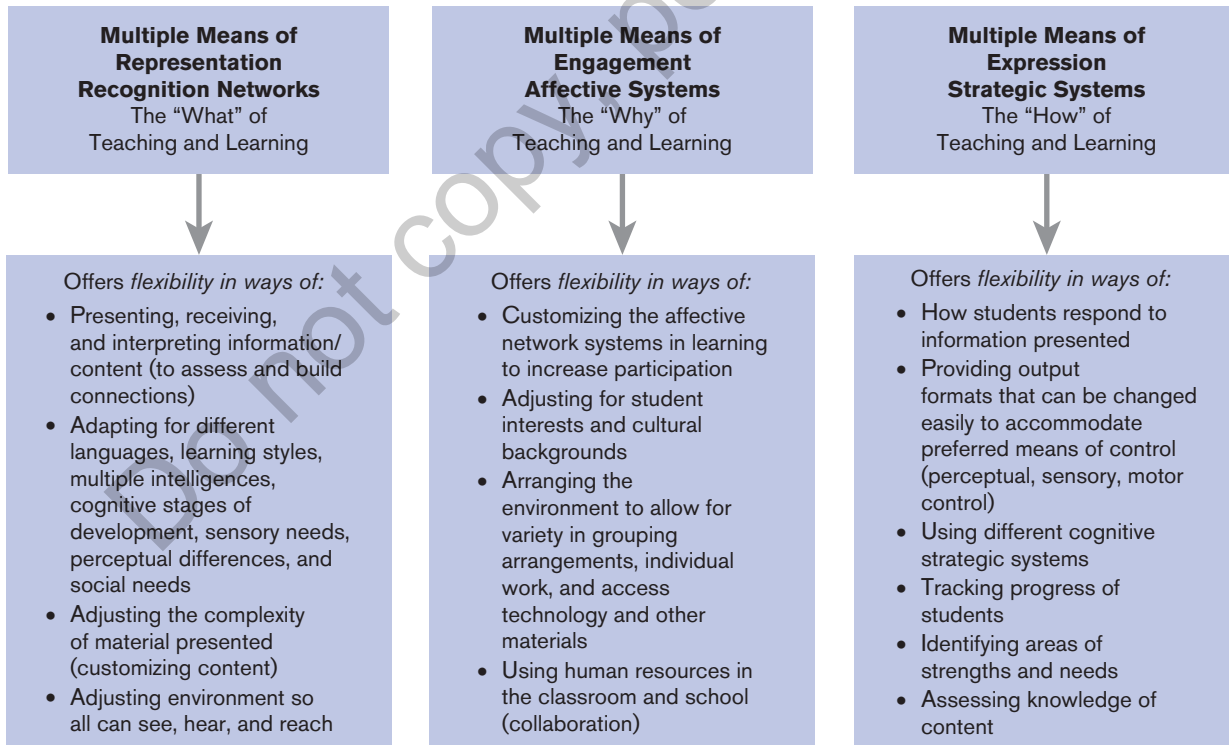 Multiple Means of
Representation
Recognition Networks
The “What” of
Teaching and Learning
Offers flexibility in ways of:
• Presenting, receiving,
and interpreting information/
content (to assess and build
connections)
• Adapting for different
languages, learning styles,
multiple intelligences,
cognitive stages of
development, sensory needs,
perceptual differences, and
social needs
• Adjusting the complexity
of material presented
(customizing content)
• Adjusting environment so
all can see, hear, and reach
Multiple Means of
Engagement
Affective Systems
The “Why” of
Teaching and Learning
Offers flexibility in ways of:
• Customizing the affective
network systems in learning
to increase participation
• Adjusting for student
interests and cultural
backgrounds
• Arranging the
environment to allow for
variety in grouping
arrangements, individual
work, and access
technology and other
materials
• Using human resources in
the classroom and school
(collaboration)
Multiple Means of
Expression
Strategic Systems
The “How” of
Teaching and Learning
Offers flexibility in ways of:
• How students respond to
information presented
• Providing output
formats that can be changed
easily to accommodate
preferred means of control
(perceptual, sensory, motor
control)
• Using different cognitive
strategic systems
• Tracking progress of
students
• Identifying areas of
strengths and needs
• Assessing knowledge of
content
Do not copy,